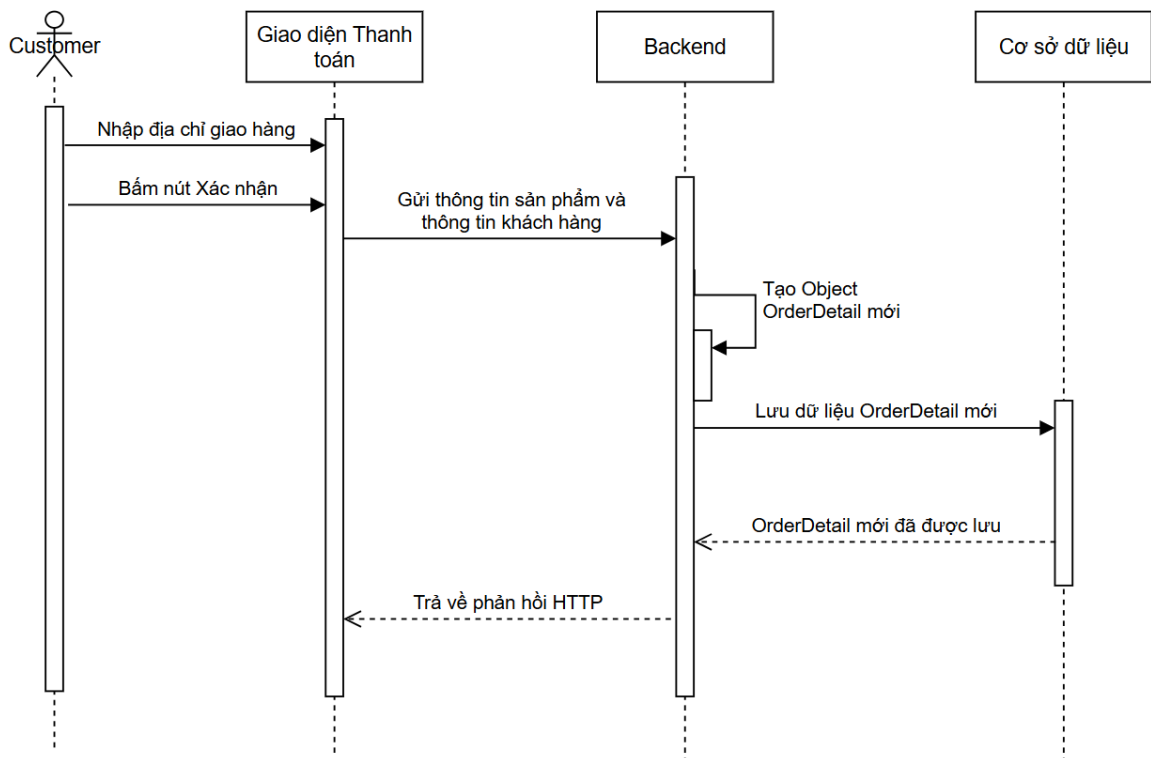 Customer
Giao diện Thanh
toán
Backend
Cơ sở dữ liệu
Nhập địa chỉ giao hàng
Bấm nút Xác nhận
Gửi thông tin sản phẩm và
thông tin khách hàng
Tạo Object
OrderDetail mới
Lưu dữ liệu OrderDetail mới
OrderDetail mới đã được lưu
Trả về phản hồi HTTP